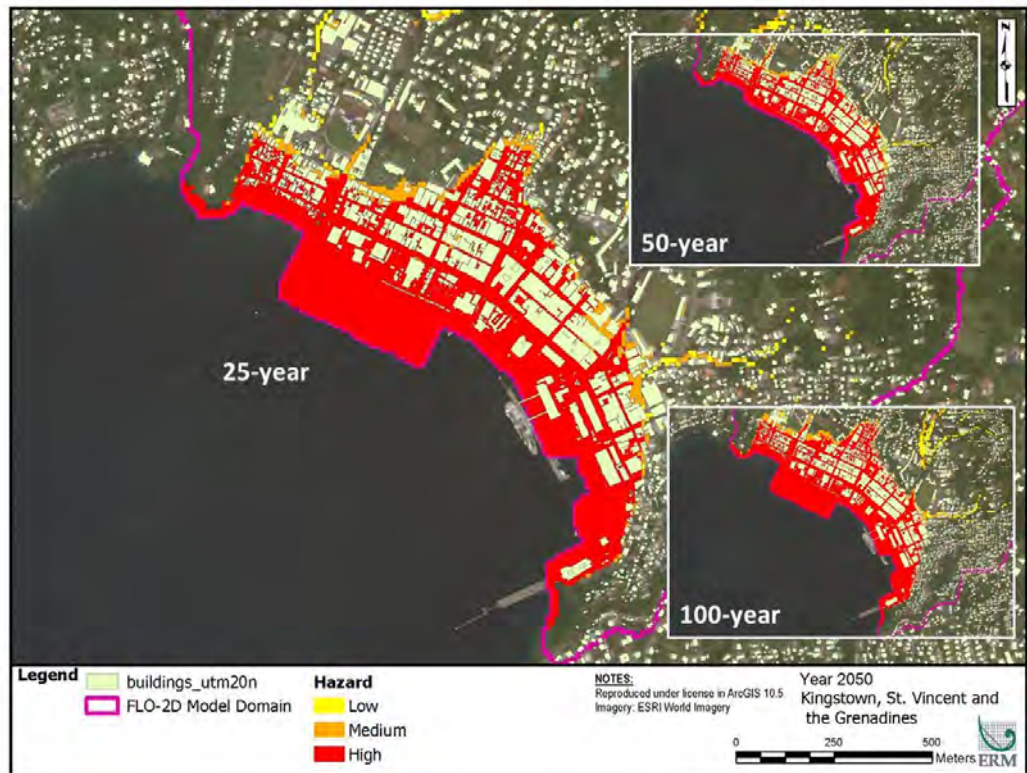 N
50-year
25-year
100-year
Legend
buildings_utm20n
FLO-2D Model Domain
Hazard
Low
Medium
High
NOTES:
Reproduced under license in ArcGIS 10.5
Imagery: ESRI World Imagery
Year 2050
Kingstown, St. Vincent and
the Grenadines
0 250 500
Meters
ERM